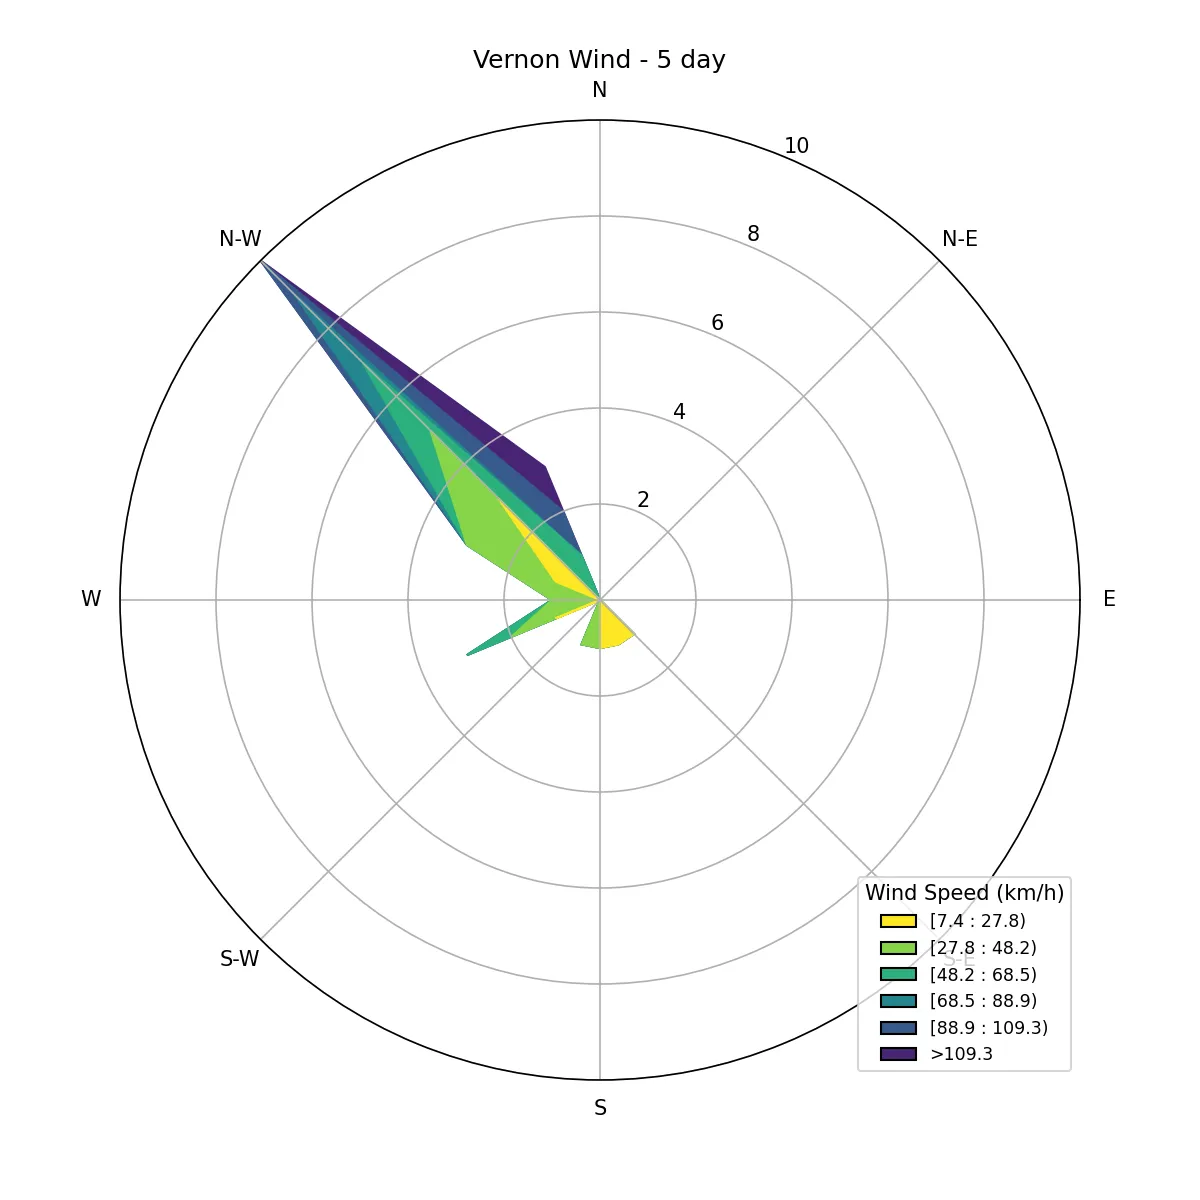 Vernon Wind - 5 day
N
10
N-W
8
N-E
6
4
2
W
E
S-W
S-E
S
Wind Speed (km/h)
[7.4 : 27.8)
[27.8 : 48.2)
[48.2 : 68.5)
[68.5 : 88.9)
[88.9 : 109.3)
>109.3